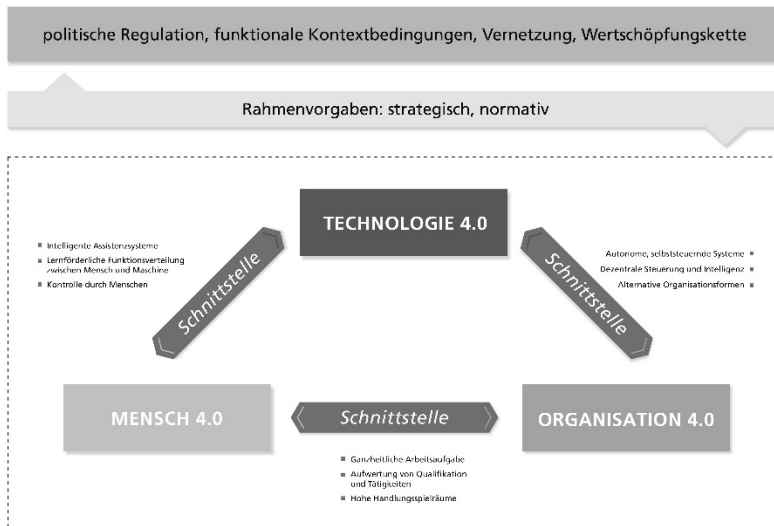 politische Regulation, funktionale Kontextbedingungen, Vernetzung, Wertschöpfungskette
Rahmenvorgaben: strategisch, normativ
TECHNOLOGIE 4.0
Intelligente Assistenzsysteme
Lernförderliche Funktionsverteilung
zwischen Mensch und Maschine
Kontrolle durch Menschen
Schnittstelle
Schnittstelle
Autonome, selbststeuernde Systeme
Dezentrale Steuerung und Intelligenz
Alternative Organisationsformen
MENSCH 4.0
Schnittstelle
ORGANISATION 4.0
Ganzheitliche Arbeitsaufgabe
Aufwertung von Qualifikation
und Tätigkeiten
Hohe Handlungsspielräume